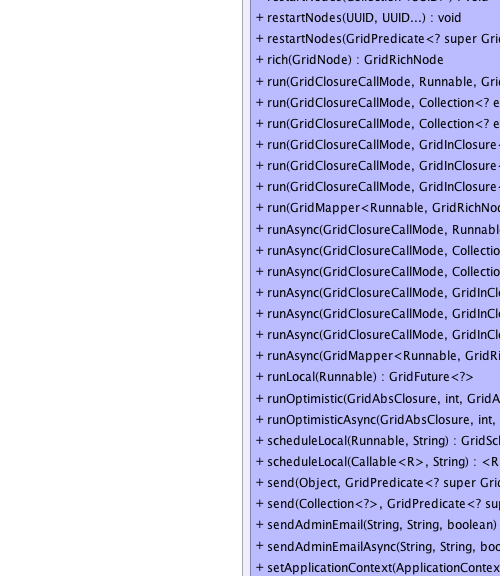 + restartNodes(UUID, UUID...) : void
+ restartNodes(GridPredicate<? super Gri
+ rich(GridNode) : GridRichNode
+ run(GridClosureCallMode, Runnable, Gri
+ run(GridClosureCallMode, Collection<? e
+ run(GridClosureCallMode, Collection<? e
+ run(GridClosureCallMode, GridInClosure<
+ run(GridClosureCallMode, GridInClosure<
+ run(GridClosureCallMode, GridInClosure<
+ run(GridMapper<Runnable, GridRichNo
+ runAsync(GridClosureCallMode, Runnabl
+ runAsync(GridClosureCallMode, Collectio
+ runAsync(GridClosureCallMode, Collectio
+ runAsync(GridClosureCallMode, GridInCl
+ runAsync(GridClosureCallMode, GridInCl
+ runAsync(GridClosureCallMode, GridInCl
+ runAsync(GridMapper<Runnable, GridRi
+ runLocal(Runnable) : GridFuture<?>
+ runOptimistic(GridAbsClosure, int, GridA
+ runOptimisticAsync(GridAbsClosure, int,
+ scheduleLocal(Runnable, String) : GridSc
+ scheduleLocal(Callable<R>, String) : <R
+ send(Object, GridPredicate<? super Gri
+ send(Collection<?>, GridPredicate<? su
+ sendAdminEmail(String, String, boolean)
+ sendAdminEmailAsync(String, String, boo
+ setApplicationContext(ApplicationContex